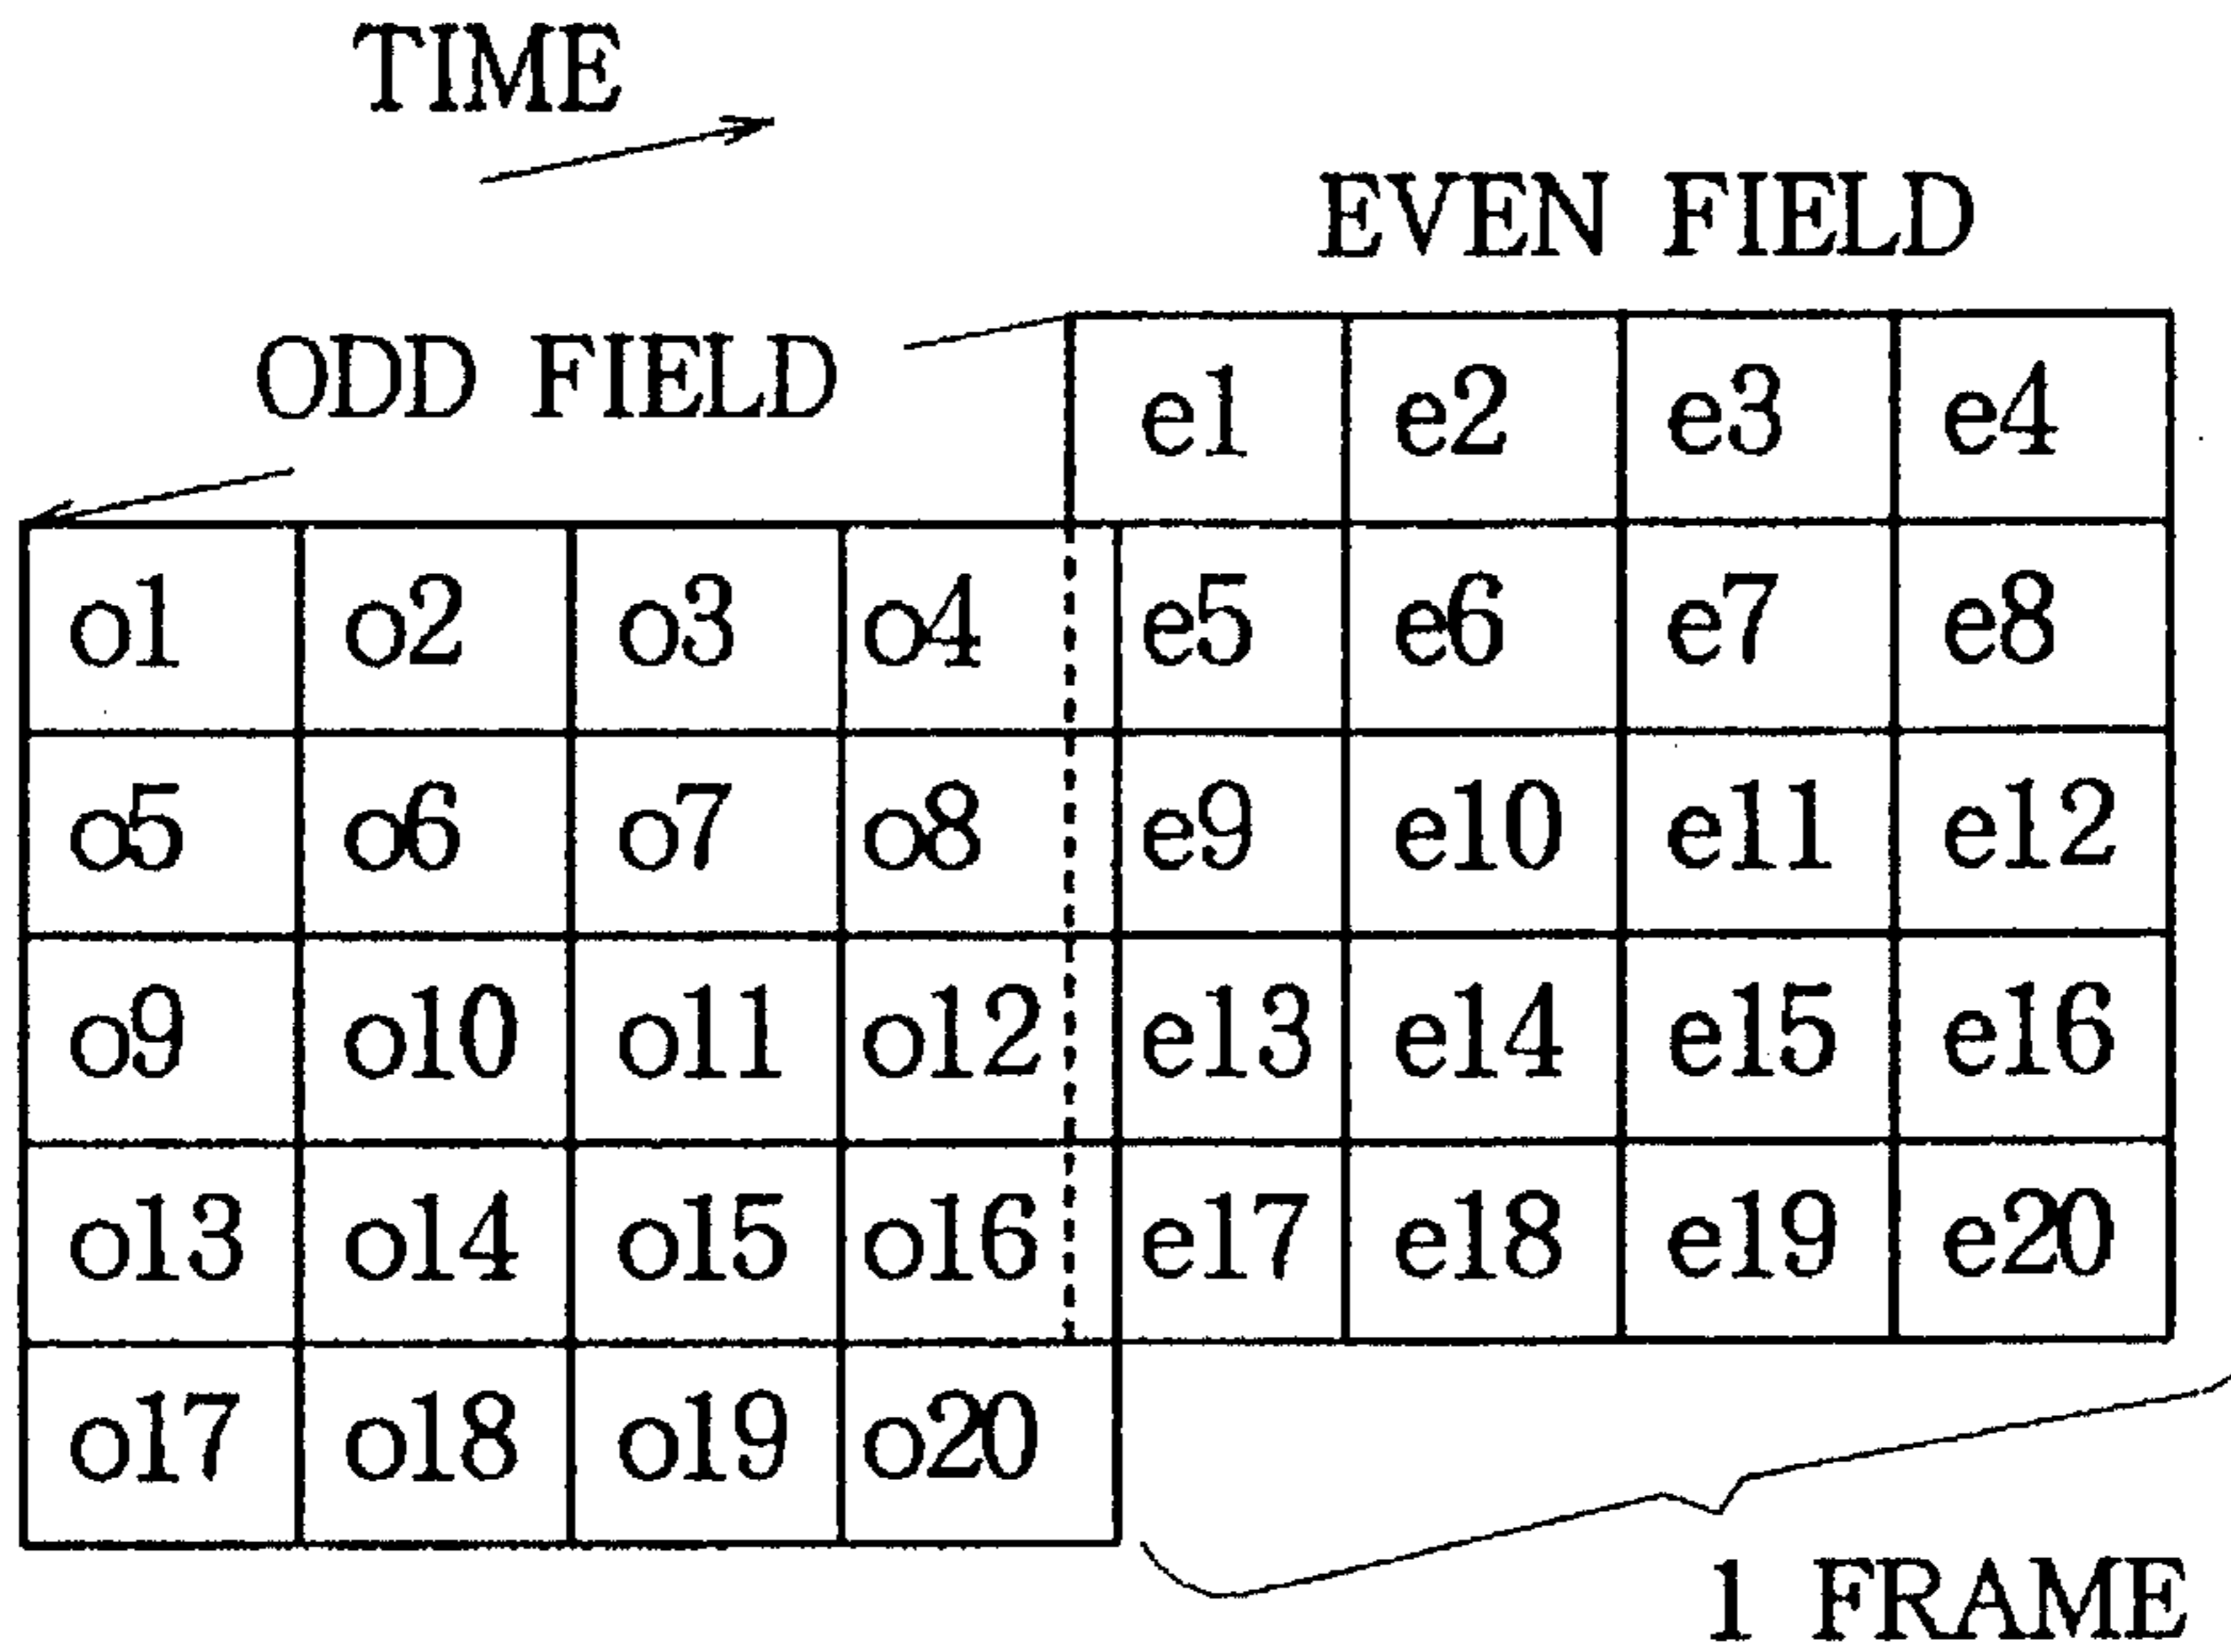 TIME
EVEN FIELD
ODD FIELD
e1 e2 e3 e4
o1 o2 o3 o4 e5 e6 e7 e8
o5 o6 o7 o8 e9 e10 e11 e12
o9 o10 o11 o12 e13 e14 e15 e16
o13 o14 o15 o16 e17 e18 e19 e20
o17 o18 o19 o20
1 FRAME